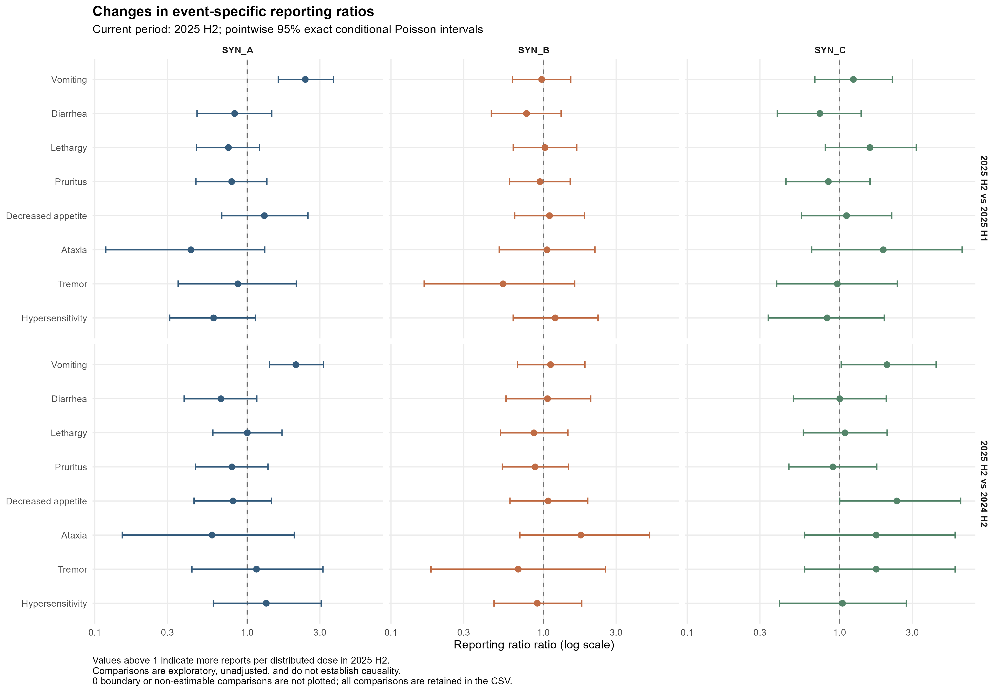 Changes in event-specific reporting ratios
Current period: 2025 H2; pointwise 95% exact conditional Poisson intervals
SYN_A
SYN_B
SYN_C
Vomiting
Diarrhea
Lethargy
Pruritus
Decreased appetite
Ataxia
Tremor
Hypersensitivity
2025 H2 vs 2025 H1
Vomiting
Diarrhea
Lethargy
Pruritus
Decreased appetite
Ataxia
Tremor
Hypersensitivity
2025 H2 vs 2024 H2
0.1 0.3 1.0 3.0 0.1 0.3 1.0 3.0 0.1 0.3 1.0 3.0
Reporting ratio ratio (log scale)
Values above 1 indicate more reports per distributed dose in 2025 H2.
Comparisons are exploratory, unadjusted, and do not establish causality.
0 boundary or non-estimable comparisons are not plotted; all comparisons are retained in the CSV.